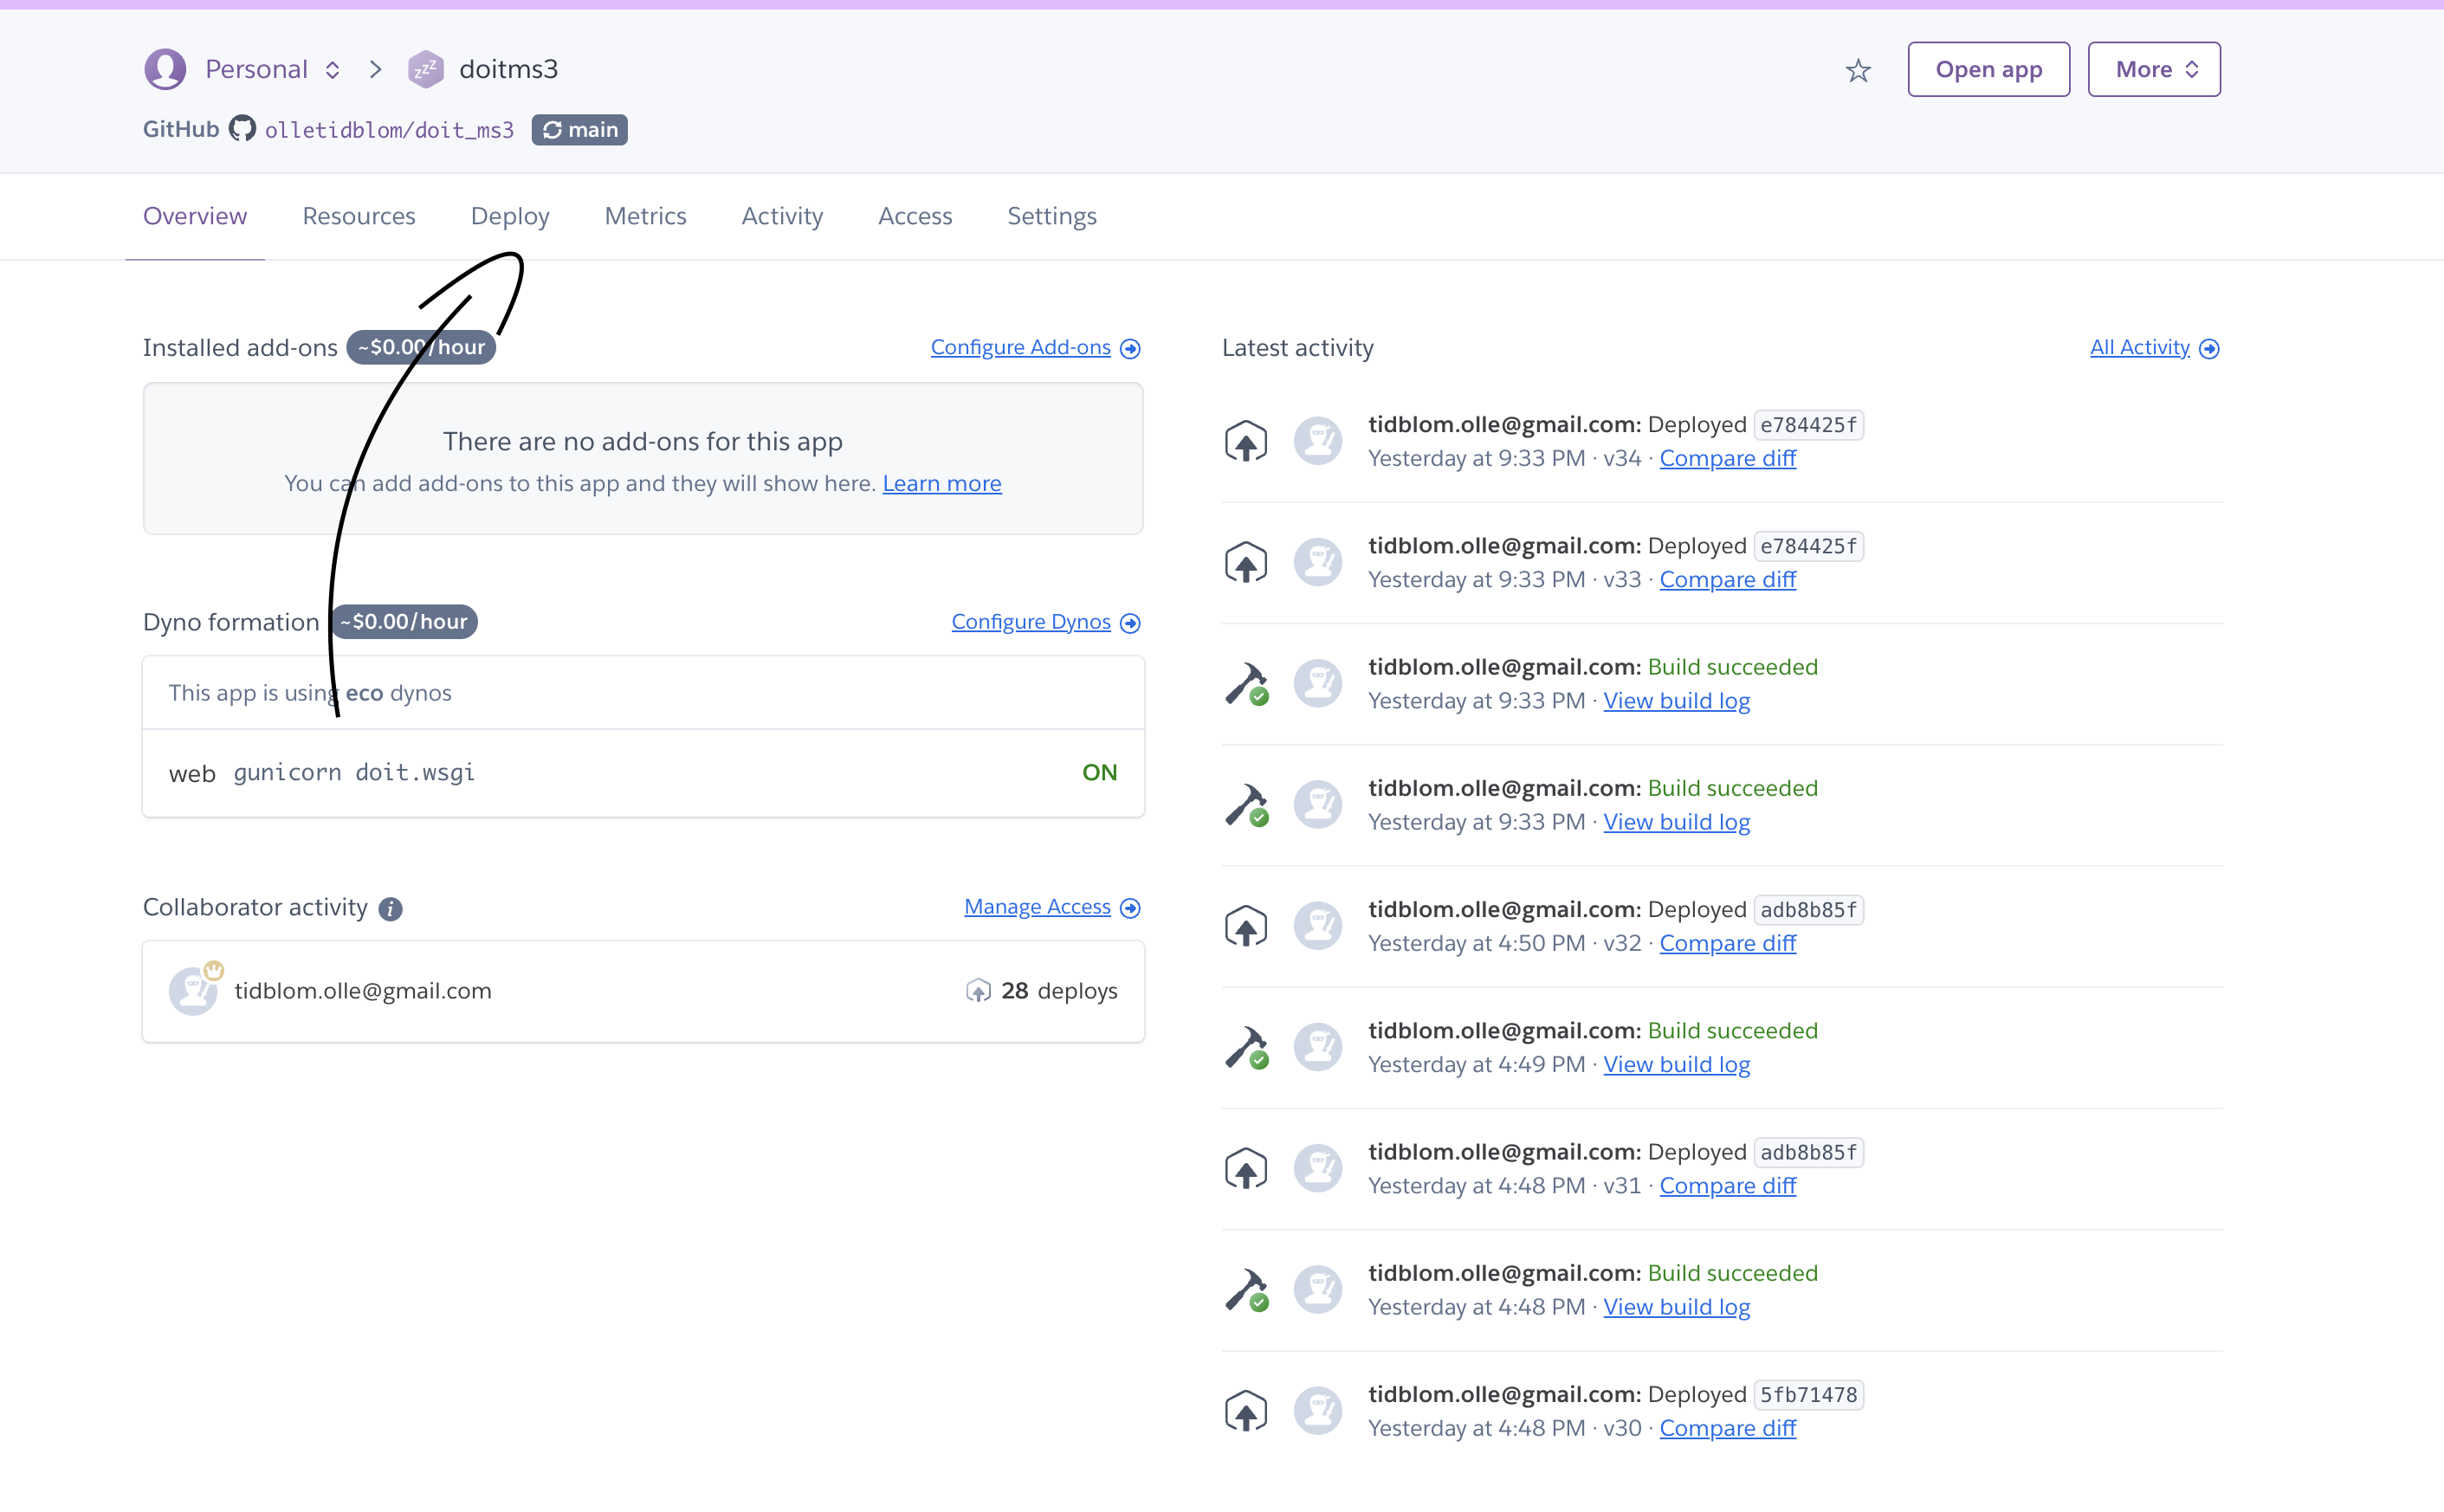 Personal > doitms3
Open app More
GitHub olletidblom/doit_ms3 main
Overview Resources Deploy Metrics Activity Access Settings
Installed add-ons ~$0.00/hour Configure Add-ons
There are no add-ons for this app
You can add add-ons to this app and they will show here. Learn more
Dyno formation ~$0.00/hour Configure Dynos
This app is using eco dynos
web gunicorn doit.wsgi ON
Collaborator activity Manage Access
tidblom.olle@gmail.com 28 deploys
Latest activity All Activity
tidblom.olle@gmail.com: Deployed e784425f
Yesterday at 9:33 PM · v34 · Compare diff
tidblom.olle@gmail.com: Deployed e784425f
Yesterday at 9:33 PM · v33 · Compare diff
tidblom.olle@gmail.com: Build succeeded
Yesterday at 9:33 PM · View build log
tidblom.olle@gmail.com: Build succeeded
Yesterday at 9:33 PM · View build log
tidblom.olle@gmail.com: Deployed adb8b85f
Yesterday at 4:50 PM · v32 · Compare diff
tidblom.olle@gmail.com: Build succeeded
Yesterday at 4:49 PM · View build log
tidblom.olle@gmail.com: Deployed adb8b85f
Yesterday at 4:48 PM · v31 · Compare diff
tidblom.olle@gmail.com: Build succeeded
Yesterday at 4:48 PM · View build log
tidblom.olle@gmail.com: Deployed 5fb71478
Yesterday at 4:48 PM · v30 · Compare diff